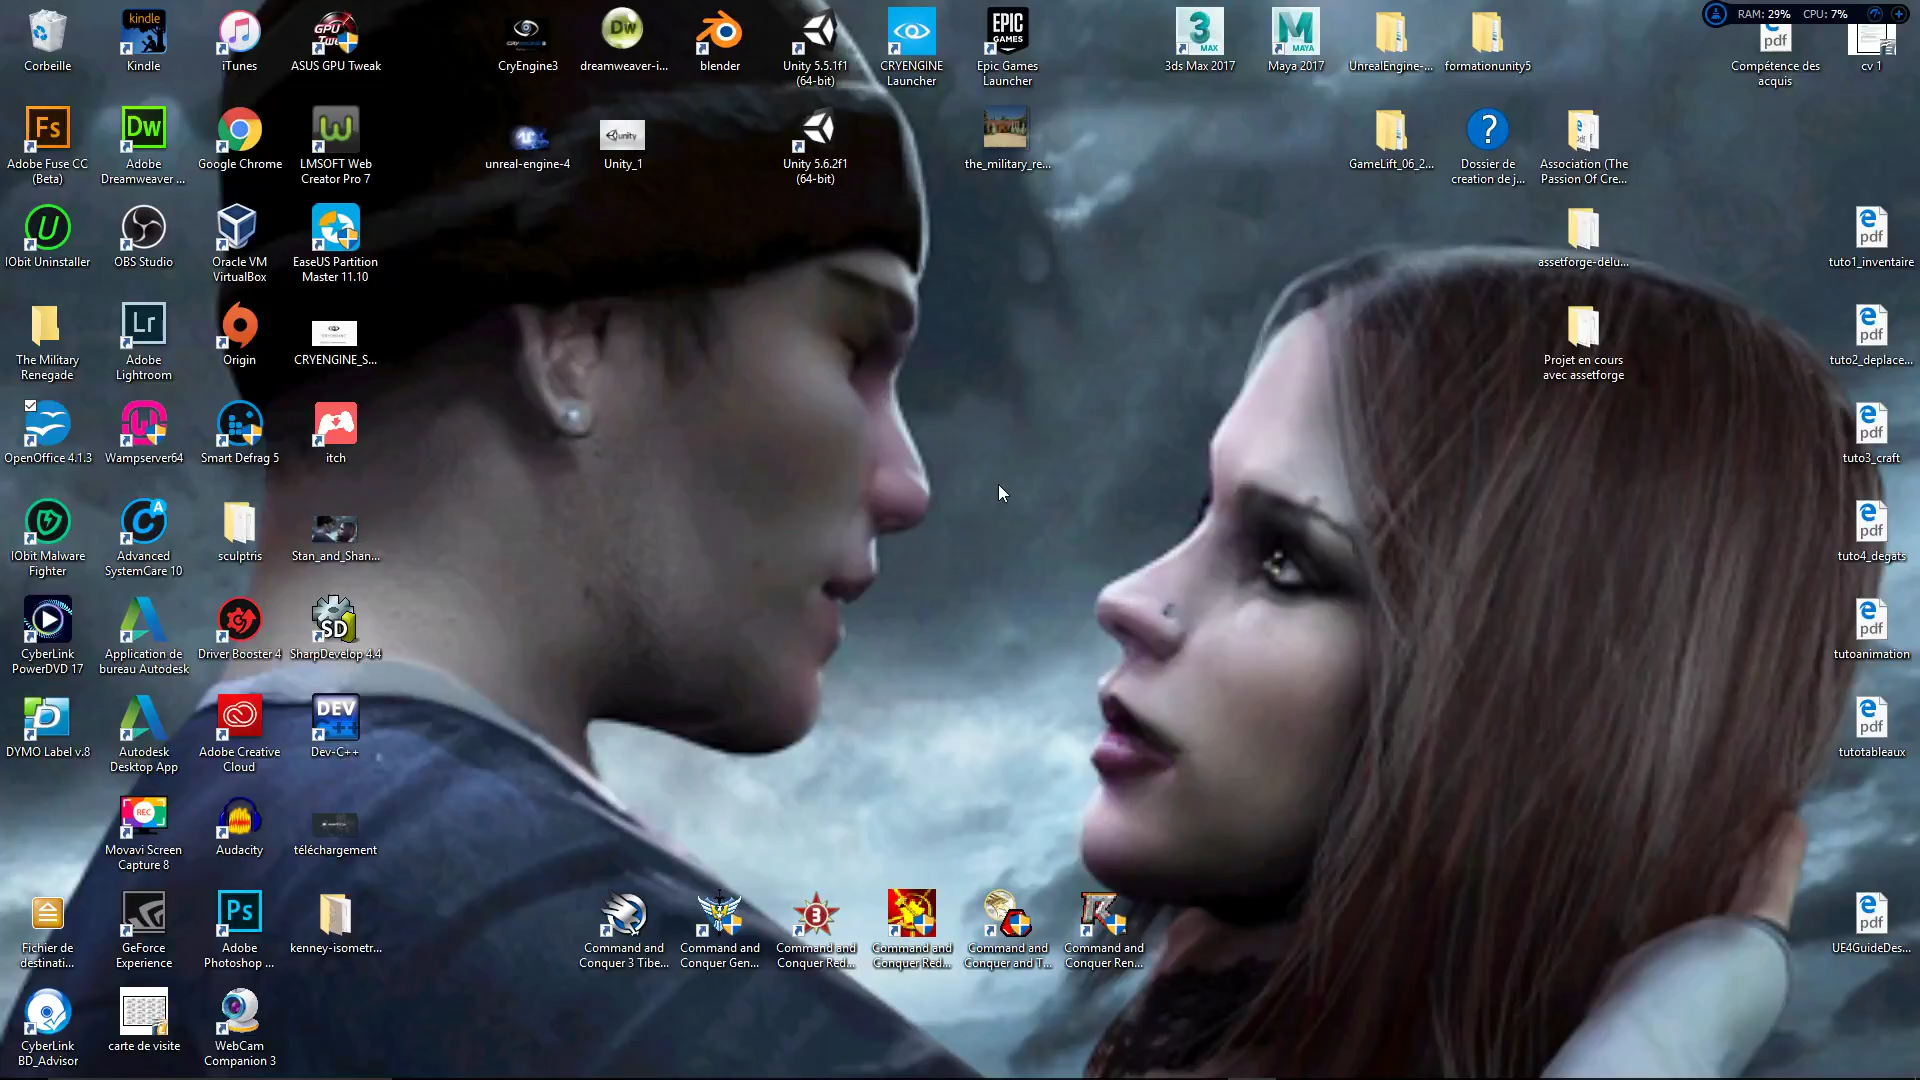 RAM: 29% CPU: 7%
Corbeille
Kindle
iTunes
ASUS GPU Tweak
CryEngine3
dreamweaver-i...
blender
Unity 5.5.1f1
(64-bit)
CRYENGINE
Launcher
Epic Games
Launcher
3ds Max 2017
Maya 2017
UnrealEngine-...
formationunity5
Compétence des
acquis
cv 1
Adobe Fuse CC
(Beta)
Adobe
Dreamweaver ...
Google Chrome
LMSOFT Web
Creator Pro 7
unreal-engine-4
Unity_1
Unity 5.6.2f1
(64-bit)
the_military_re...
GameLift_06_2...
Dossier de
creation de j...
Association (The
Passion Of Cre...
IObit Uninstaller
OBS Studio
Oracle VM
VirtualBox
EaseUS Partition
Master 11.10
assetforge-delu...
tuto1_inventaire
The Military
Renegade
Adobe
Lightroom
Origin
CRYENGINE_S...
Projet en cours
avec assetforge
tuto2_deplace...
OpenOffice 4.1.3
Wampserver64
Smart Defrag 5
itch
tuto3_craft
IObit Malware
Fighter
Advanced
SystemCare 10
sculptris
Stan_and_Shan...
tuto4_degats
CyberLink
PowerDVD 17
Application de
bureau Autodesk
Driver Booster 4
SharpDevelop 4.4
tutoanimation
DYMO Label v.8
Autodesk
Desktop App
Adobe Creative
Cloud
Dev-C++
tutotableaux
Movavi Screen
Capture 8
Audacity
téléchargement
Fichier de
destinati...
GeForce
Experience
Adobe
Photoshop ...
kenney-isometr...
Command and
Conquer 3 Tibe...
Command and
Conquer Gen...
Command and
Conquer Red...
Command and
Conquer Red...
Command and
Conquer and T...
Command and
Conquer Ren...
UE4GuideDes...
CyberLink
BD_Advisor
carte de visite
WebCam
Companion 3